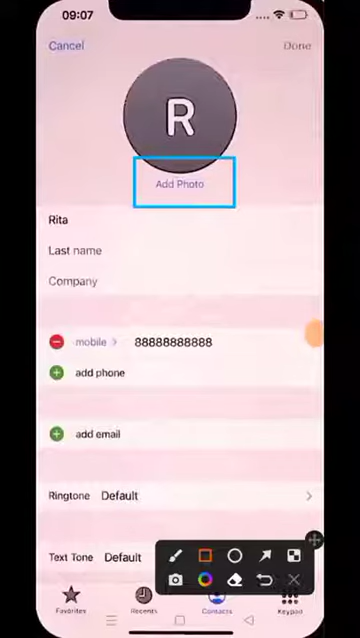 09:07
Cancel
Done
R
Add Photo
Rita
Last name
Company
mobile
88888888888
add phone
add email
Ringtone Default
Text Tone Default
Favorites
Recents
Contacts
Keypad